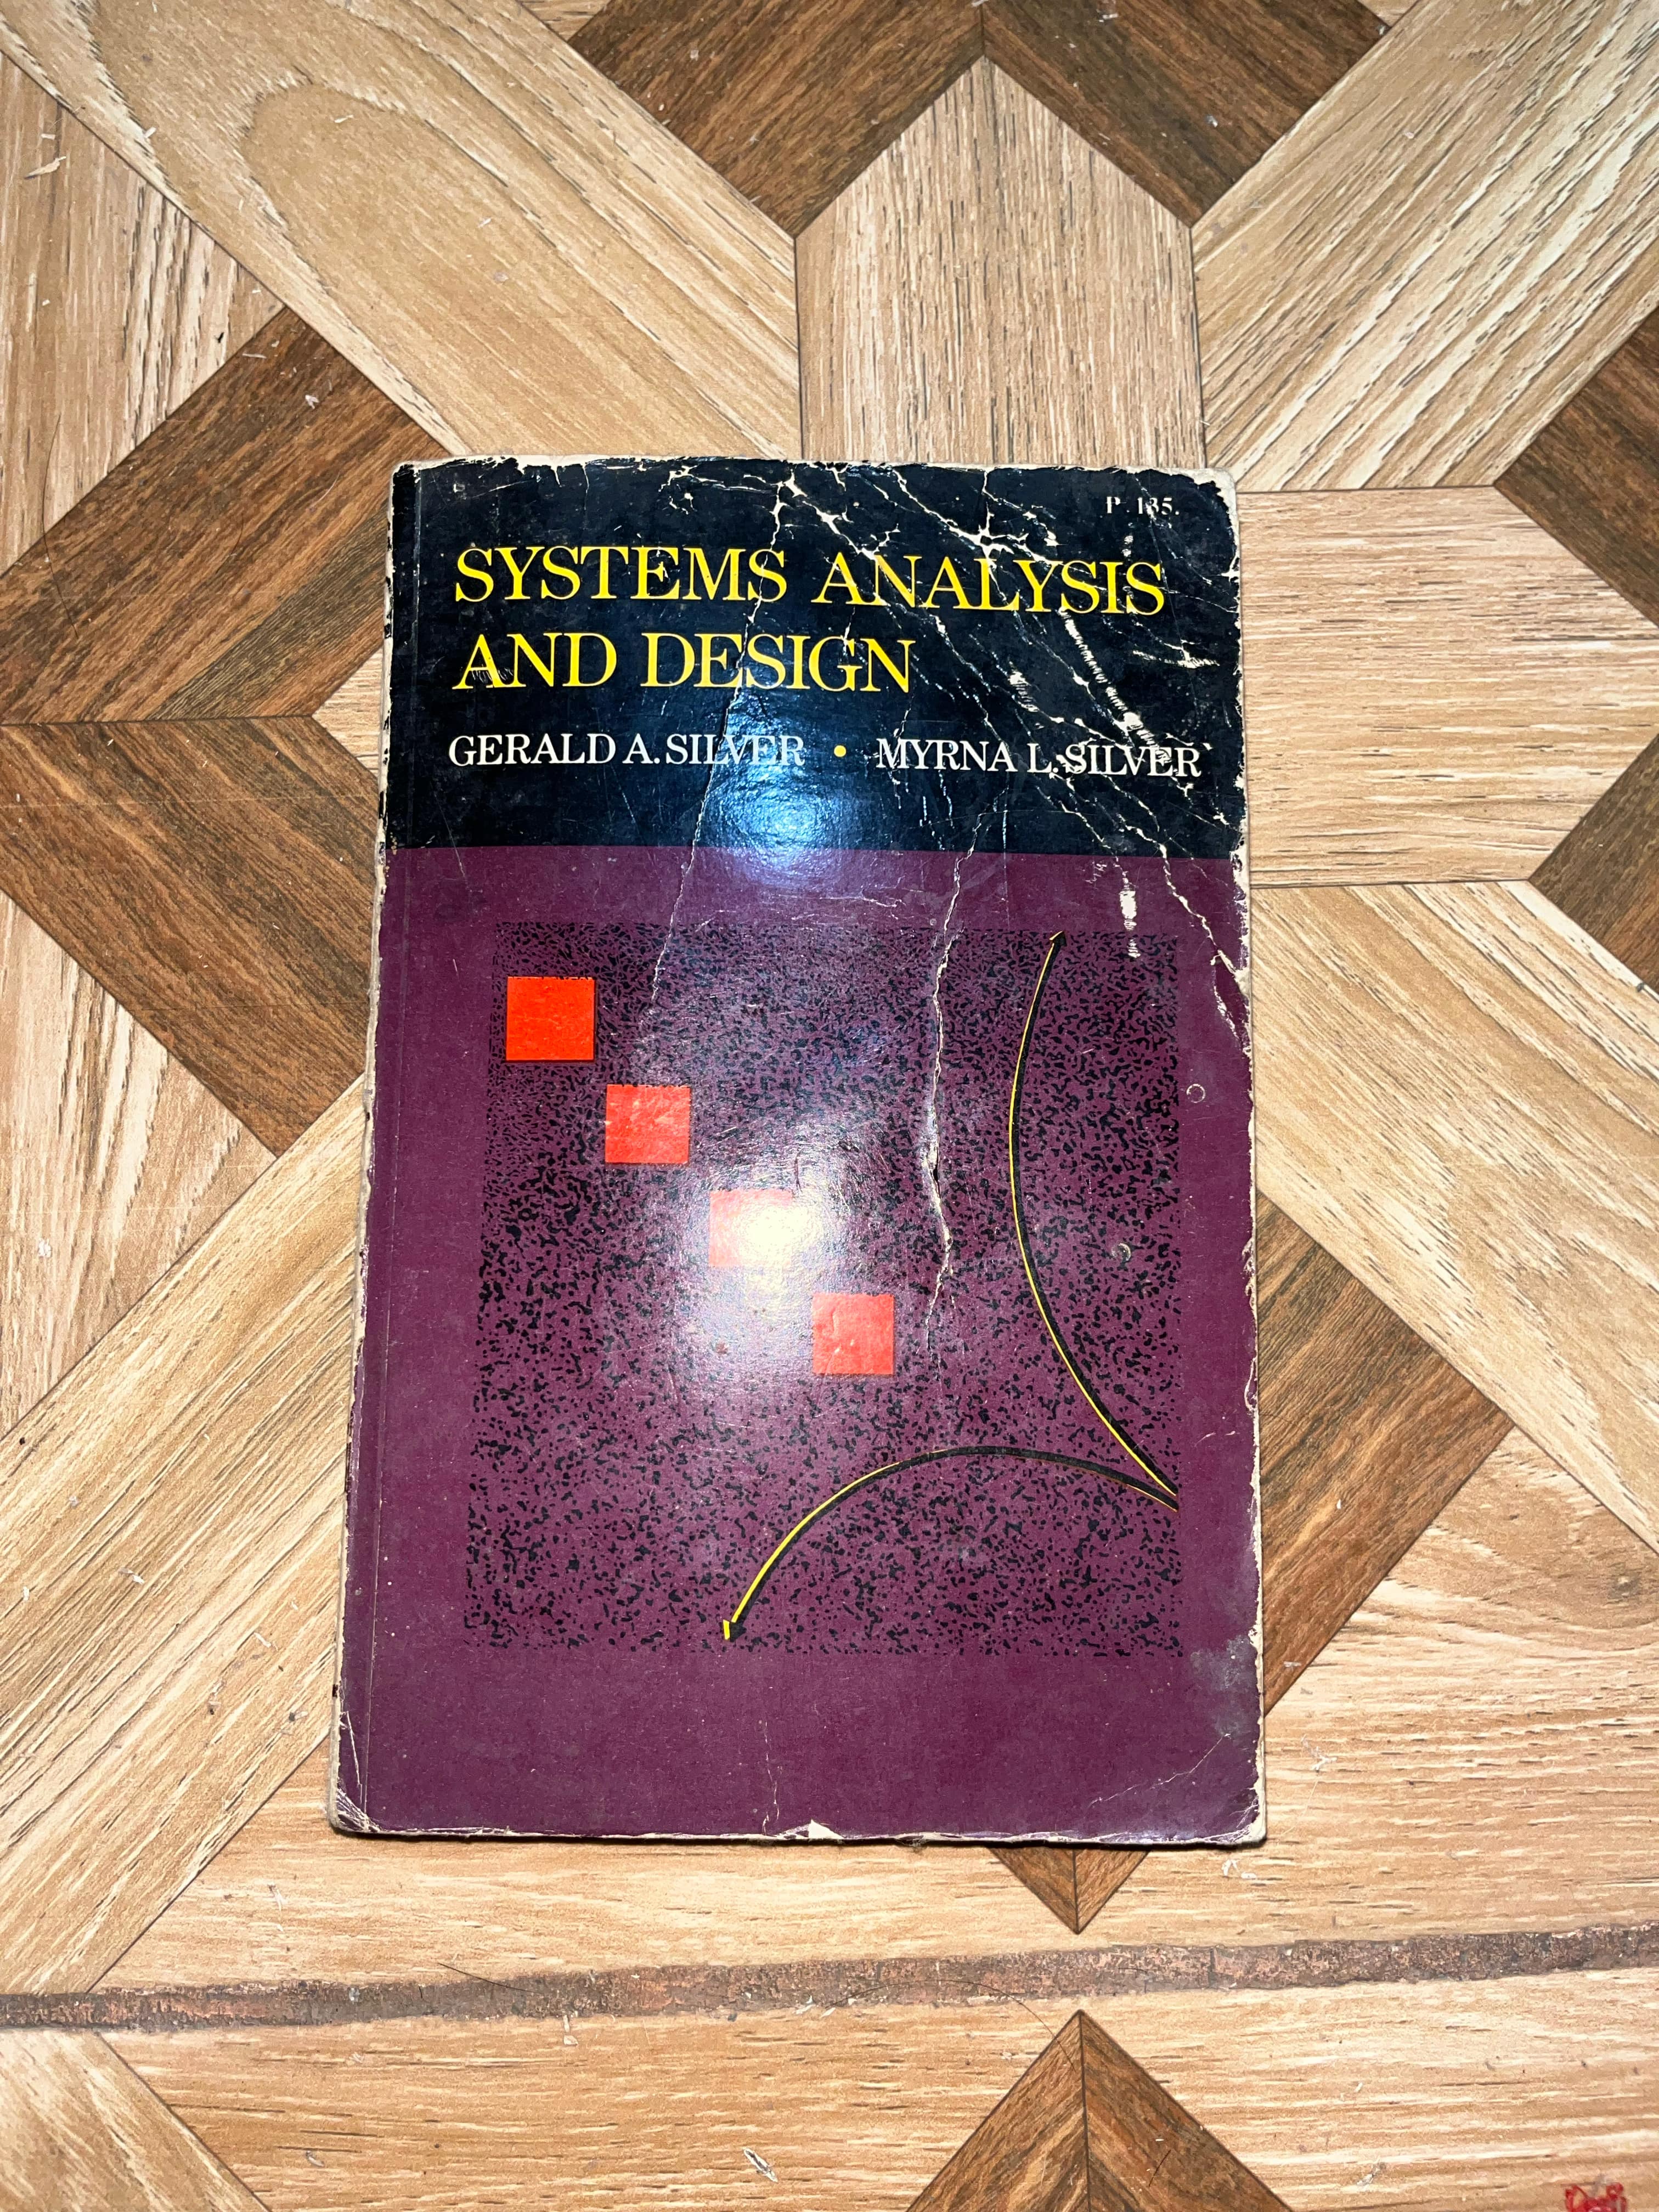 P 135.
SYSTEMS ANALYSIS
AND DESIGN
GERALD A. SILVER • MYRNA L. SILVER